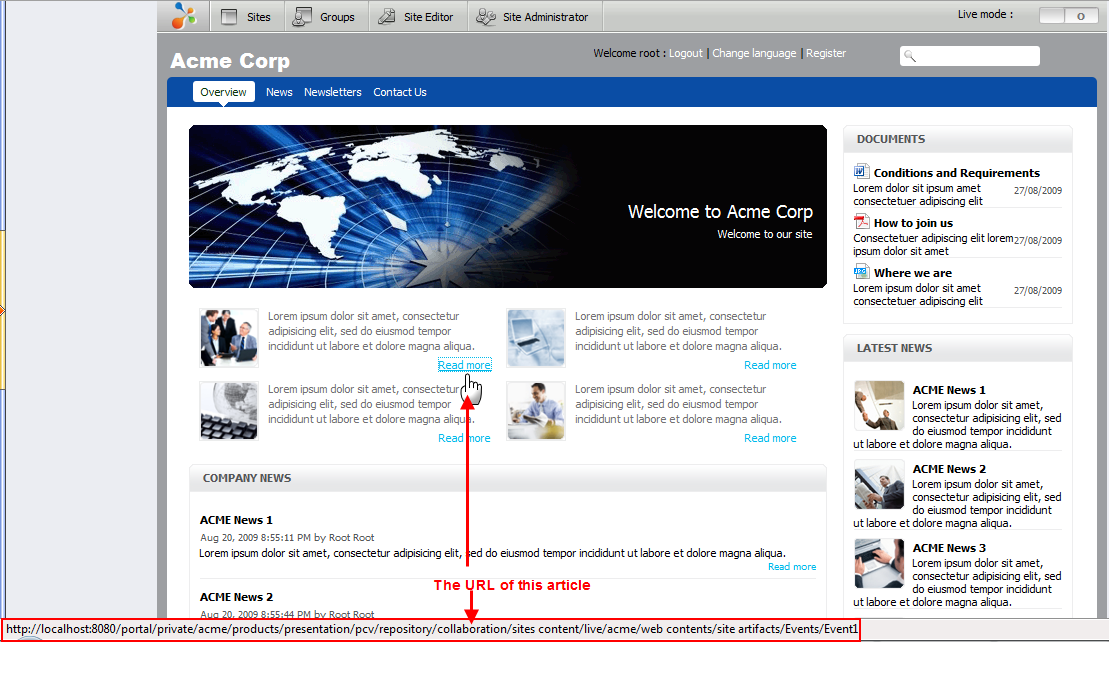 Sites Groups Site Editor Site Administrator Live mode : O
Acme Corp
Welcome root : Logout | Change language | Register
Overview News Newsletters Contact Us
Welcome to Acme Corp
Welcome to our site
Lorem ipsum dolor sit amet, consectetur
adipisicing elit, sed do eiusmod tempor
incididunt ut labore et dolore magna aliqua.
Read more
Lorem ipsum dolor sit amet, consectetur
adipisicing elit, sed do eiusmod tempor
incididunt ut labore et dolore magna aliqua.
Read more
Lorem ipsum dolor sit amet, consectetur
adipisicing elit, sed do eiusmod tempor
incididunt ut labore et dolore magna aliqua.
Read more
Lorem ipsum dolor sit amet, consectetur
adipisicing elit, sed do eiusmod tempor
incididunt ut labore et dolore magna aliqua.
Read more
COMPANY NEWS
ACME News 1
Aug 20, 2009 8:55:11 PM by Root Root
Lorem ipsum dolor sit amet, consectetur adipisicing elit, sed do eiusmod tempor incididunt ut labore et dolore magna aliqua.
Read more
The URL of this article
ACME News 2
Aug 20, 2009 8:55:44 PM by Root Root
DOCUMENTS
Conditions and Requirements
Lorem dolor sit ipsum amet
consectetuer adipiscing elit
27/08/2009
How to join us
Consectetuer adipiscing elit lorem
ipsum dolor sit amet
27/08/2009
Where we are
Lorem ipsum dolor sit amet
consectetuer adipiscing elit
27/08/2009
LATEST NEWS
ACME News 1
Lorem ipsum dolor sit amet,
consectetur adipisicing elit, sed
do eiusmod tempor incididunt
ut labore et dolore magna aliqua.
ACME News 2
Lorem ipsum dolor sit amet,
consectetur adipisicing elit, sed
do eiusmod tempor incididunt
ut labore et dolore magna aliqua.
ACME News 3
Lorem ipsum dolor sit amet,
consectetur adipisicing elit, sed
do eiusmod tempor incididunt
ut labore et dolore magna aliqua.
http://localhost:8080/portal/private/acme/products/presentation/pcv/repository/collaboration/sites content/live/acme/web contents/site artifacts/Events/Event1